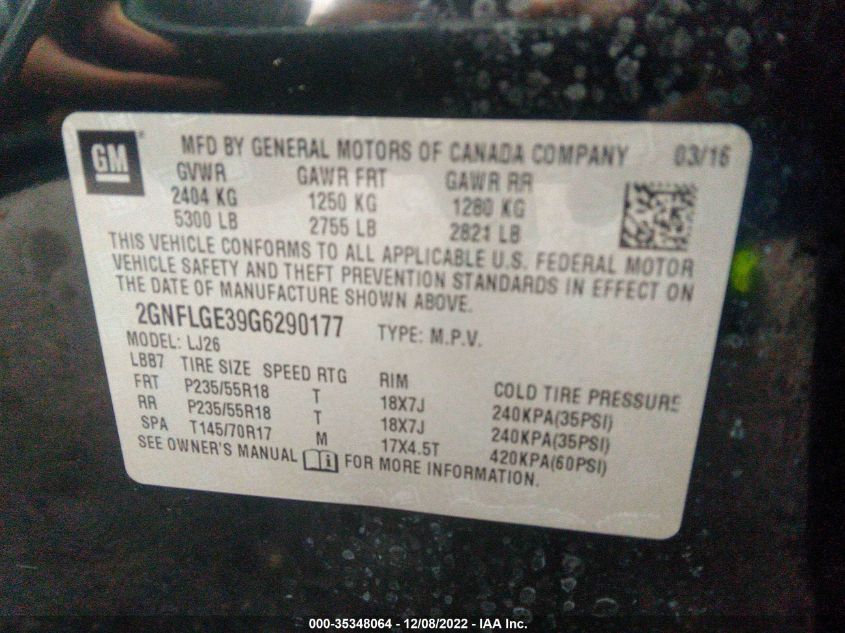 GM MFD BY GENERAL MOTORS OF CANADA COMPANY 03/16
GVWR GAWR FRT GAWR RR
2404 KG 1250 KG 1280 KG
5300 LB 2755 LB 2821 LB
THIS VEHICLE CONFORMS TO ALL APPLICABLE U.S. FEDERAL MOTOR
VEHICLE SAFETY AND THEFT PREVENTION STANDARDS IN EFFECT ON
THE DATE OF MANUFACTURE SHOWN ABOVE.
2GNFLGE39G6290177 TYPE: M.P.V.
MODEL: LJ26
LBB7 TIRE SIZE SPEED RTG RIM COLD TIRE PRESSURE
FRT P235/55R18 T 18X7J 240KPA(35PSI)
RR P235/55R18 T 18X7J 240KPA(35PSI)
SPA T145/70R17 M 17X4.5T 420KPA(60PSI)
SEE OWNER'S MANUAL FOR MORE INFORMATION.
000-35348064 - 12/08/2022 - IAA Inc.